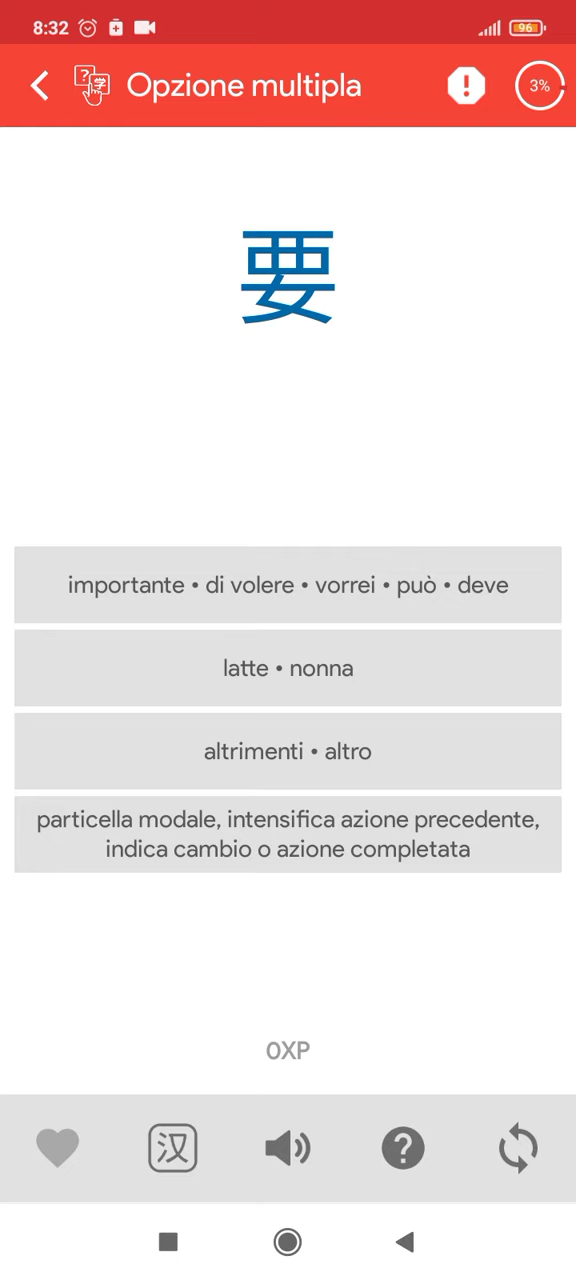 8:32
96
Opzione multipla
3%
要
importante • di volere • vorrei • può • deve
latte • nonna
altrimenti • altro
particella modale, intensifica azione precedente,
indica cambio o azione completata
0XP
汉